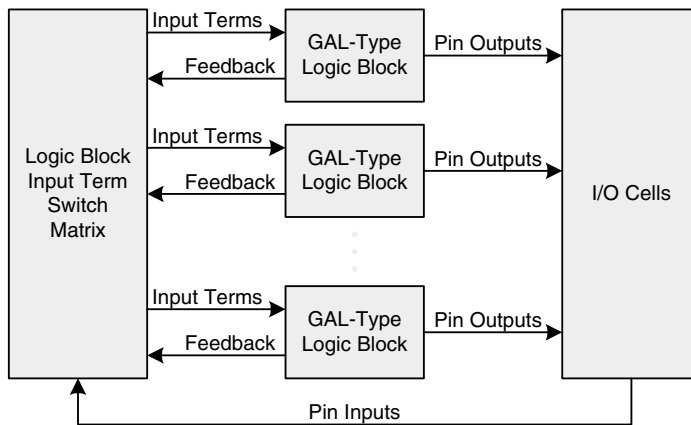 Input Terms
GAL-Type
Logic Block
Pin Outputs
Feedback
Input Terms
GAL-Type
Logic Block
Pin Outputs
Feedback
Logic Block
Input Term
Switch
Matrix
I/O Cells
Input Terms
GAL-Type
Logic Block
Pin Outputs
Feedback
Pin Inputs